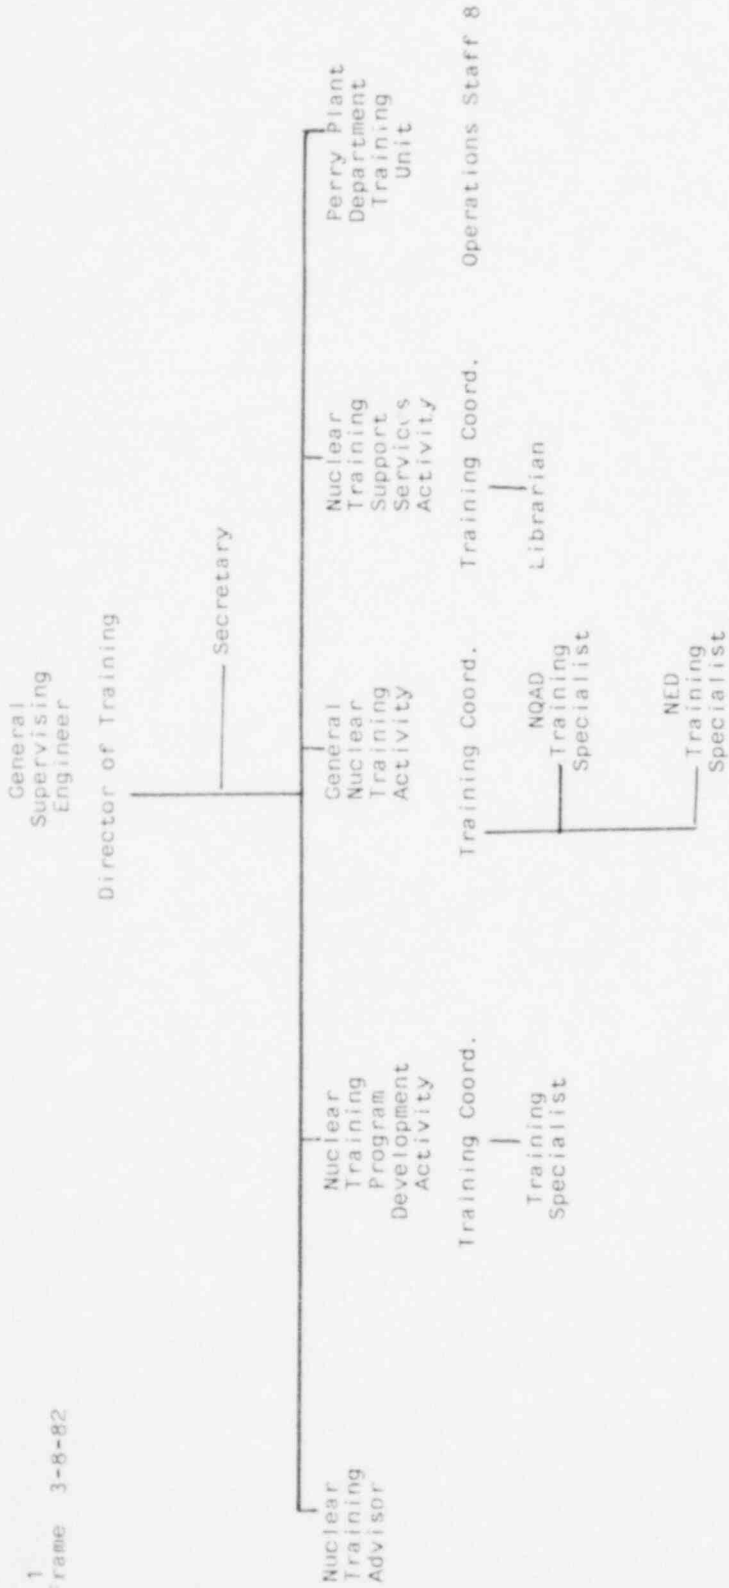 1
rame 3-8-82
General
Supervising
Engineer
Director of Training
Secretary
Nuclear
Training
Advisor
Nuclear
Training
Program
Development
Activity
Training Coord.
Training
Specialist
General
Nuclear
Training
Activity
Training Coord.
NQAD
Training
Specialist
NED
Training
Specialist
Nuclear
Training
Support
Services
Activity
Training Coord.
Librarian
Perry Plant
Department
Training
Unit
Operations Staff 8